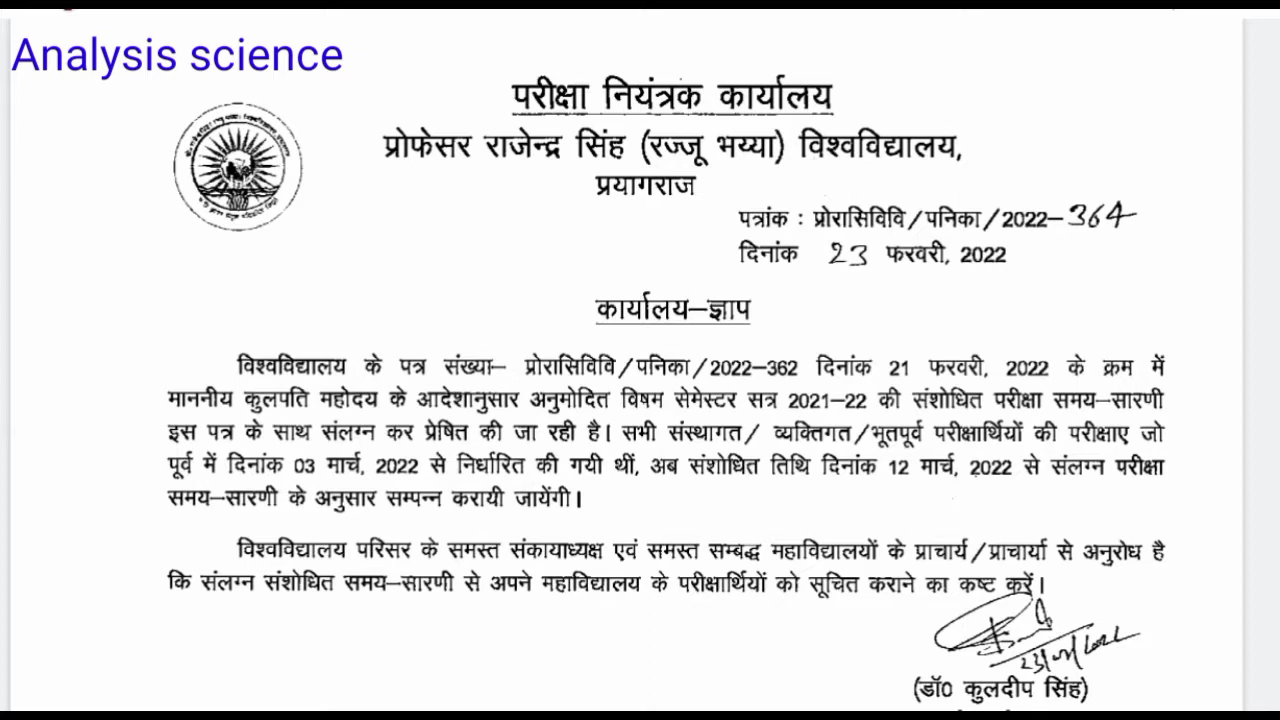 Analysis science
परीक्षा नियंत्रक कार्यालय
प्रोफेसर राजेन्द्र सिंह (रज्जू भय्या) विश्वविद्यालय,
प्रयागराज
पत्रांक : प्रोरासिविवि/पनिका/2022-364
दिनांक 23 फरवरी, 2022
कार्यालय-ज्ञाप
विश्वविद्यालय के पत्र संख्या- प्रोरासिविवि/पनिका/2022-362 दिनांक 21 फरवरी, 2022 के क्रम में
माननीय कुलपति महोदय के आदेशानुसार अनुमोदित विषम सेमेस्टर सत्र 2021-22 की संशोधित परीक्षा समय-सारणी
इस पत्र के साथ संलग्न कर प्रेषित की जा रही है। सभी संस्थागत/ व्यक्तिगत/भूतपूर्व परीक्षार्थियों की परीक्षाए जो
पूर्व में दिनांक 03 मार्च, 2022 से निर्धारित की गयी थीं, अब संशोधित तिथि दिनांक 12 मार्च, 2022 से संलग्न परीक्षा
समय-सारणी के अनुसार सम्पन्न करायी जायेंगी।
विश्वविद्यालय परिसर के समस्त संकायाध्यक्ष एवं समस्त सम्बद्ध महाविद्यालयों के प्राचार्य/प्राचार्या से अनुरोध है
कि संलग्न संशोधित समय-सारणी से अपने महाविद्यालय के परीक्षार्थियों को सूचित कराने का कष्ट करें।
(डॉ0 कुलदीप सिंह)